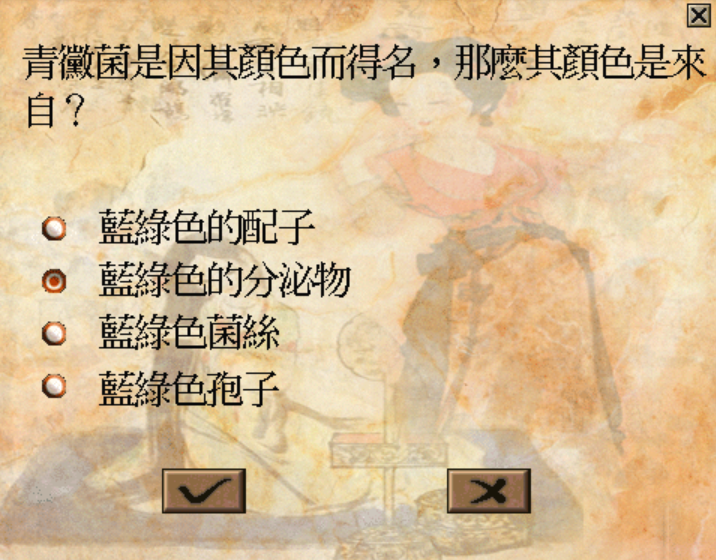 青黴菌是因其顏色而得名，那麼其顏色是來
自？
藍綠色的配子
藍綠色的分泌物
藍綠色菌絲
藍綠色孢子